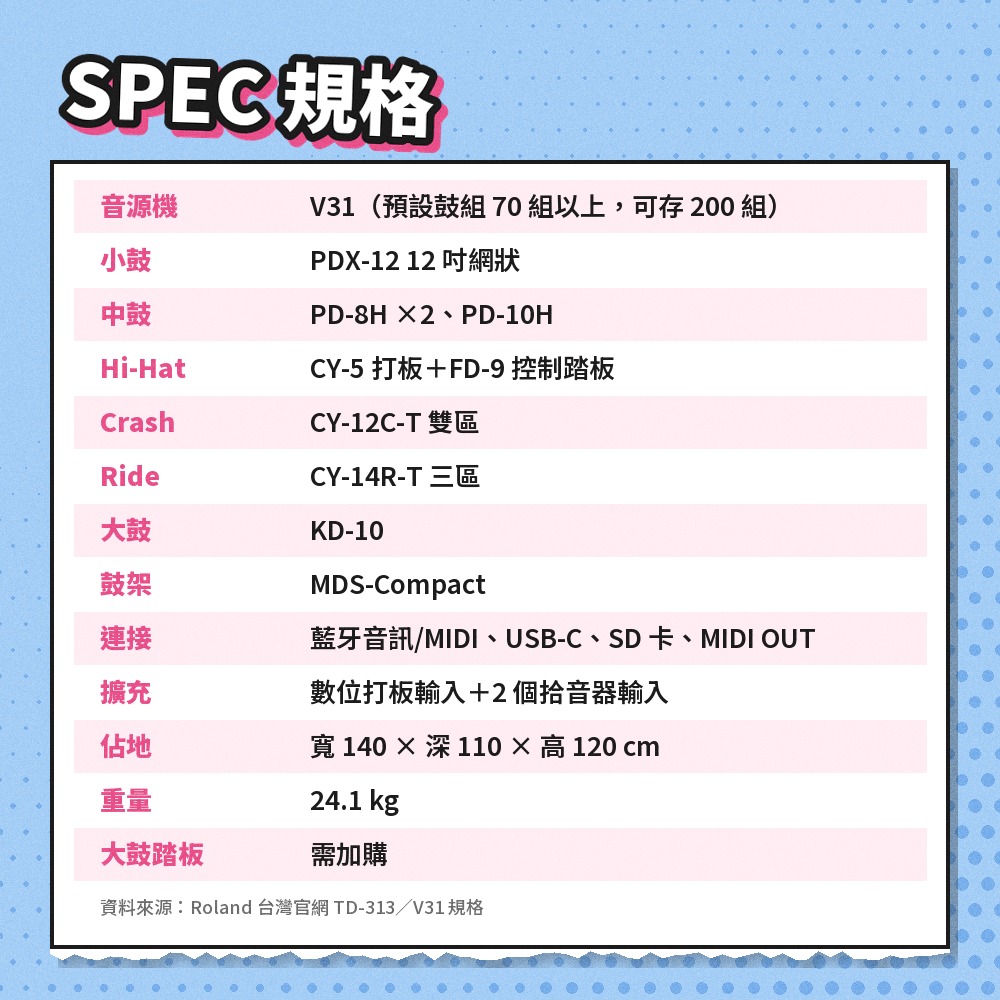 SPEC 規格
音源機 V31（預設鼓組 70 組以上，可存 200 組）
小鼓 PDX-12 12 吋網狀
中鼓 PD-8H ×2、PD-10H
Hi-Hat CY-5 打板＋FD-9 控制踏板
Crash CY-12C-T 雙區
Ride CY-14R-T 三區
大鼓 KD-10
鼓架 MDS-Compact
連接 藍牙音訊/MIDI、USB-C、SD 卡、MIDI OUT
擴充 數位打板輸入＋2 個拾音器輸入
佔地 寬 140 × 深 110 × 高 120 cm
重量 24.1 kg
大鼓踏板 需加購
資料來源：Roland 台灣官網 TD-313／V31 規格